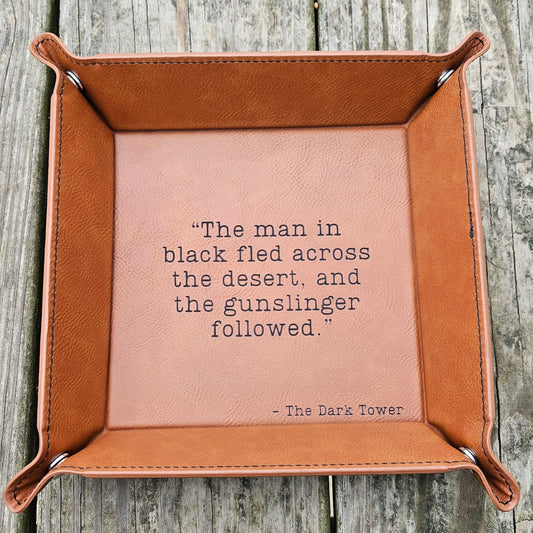 “The man in
black fled across
the desert, and
the gunslinger
followed.”
- The Dark Tower